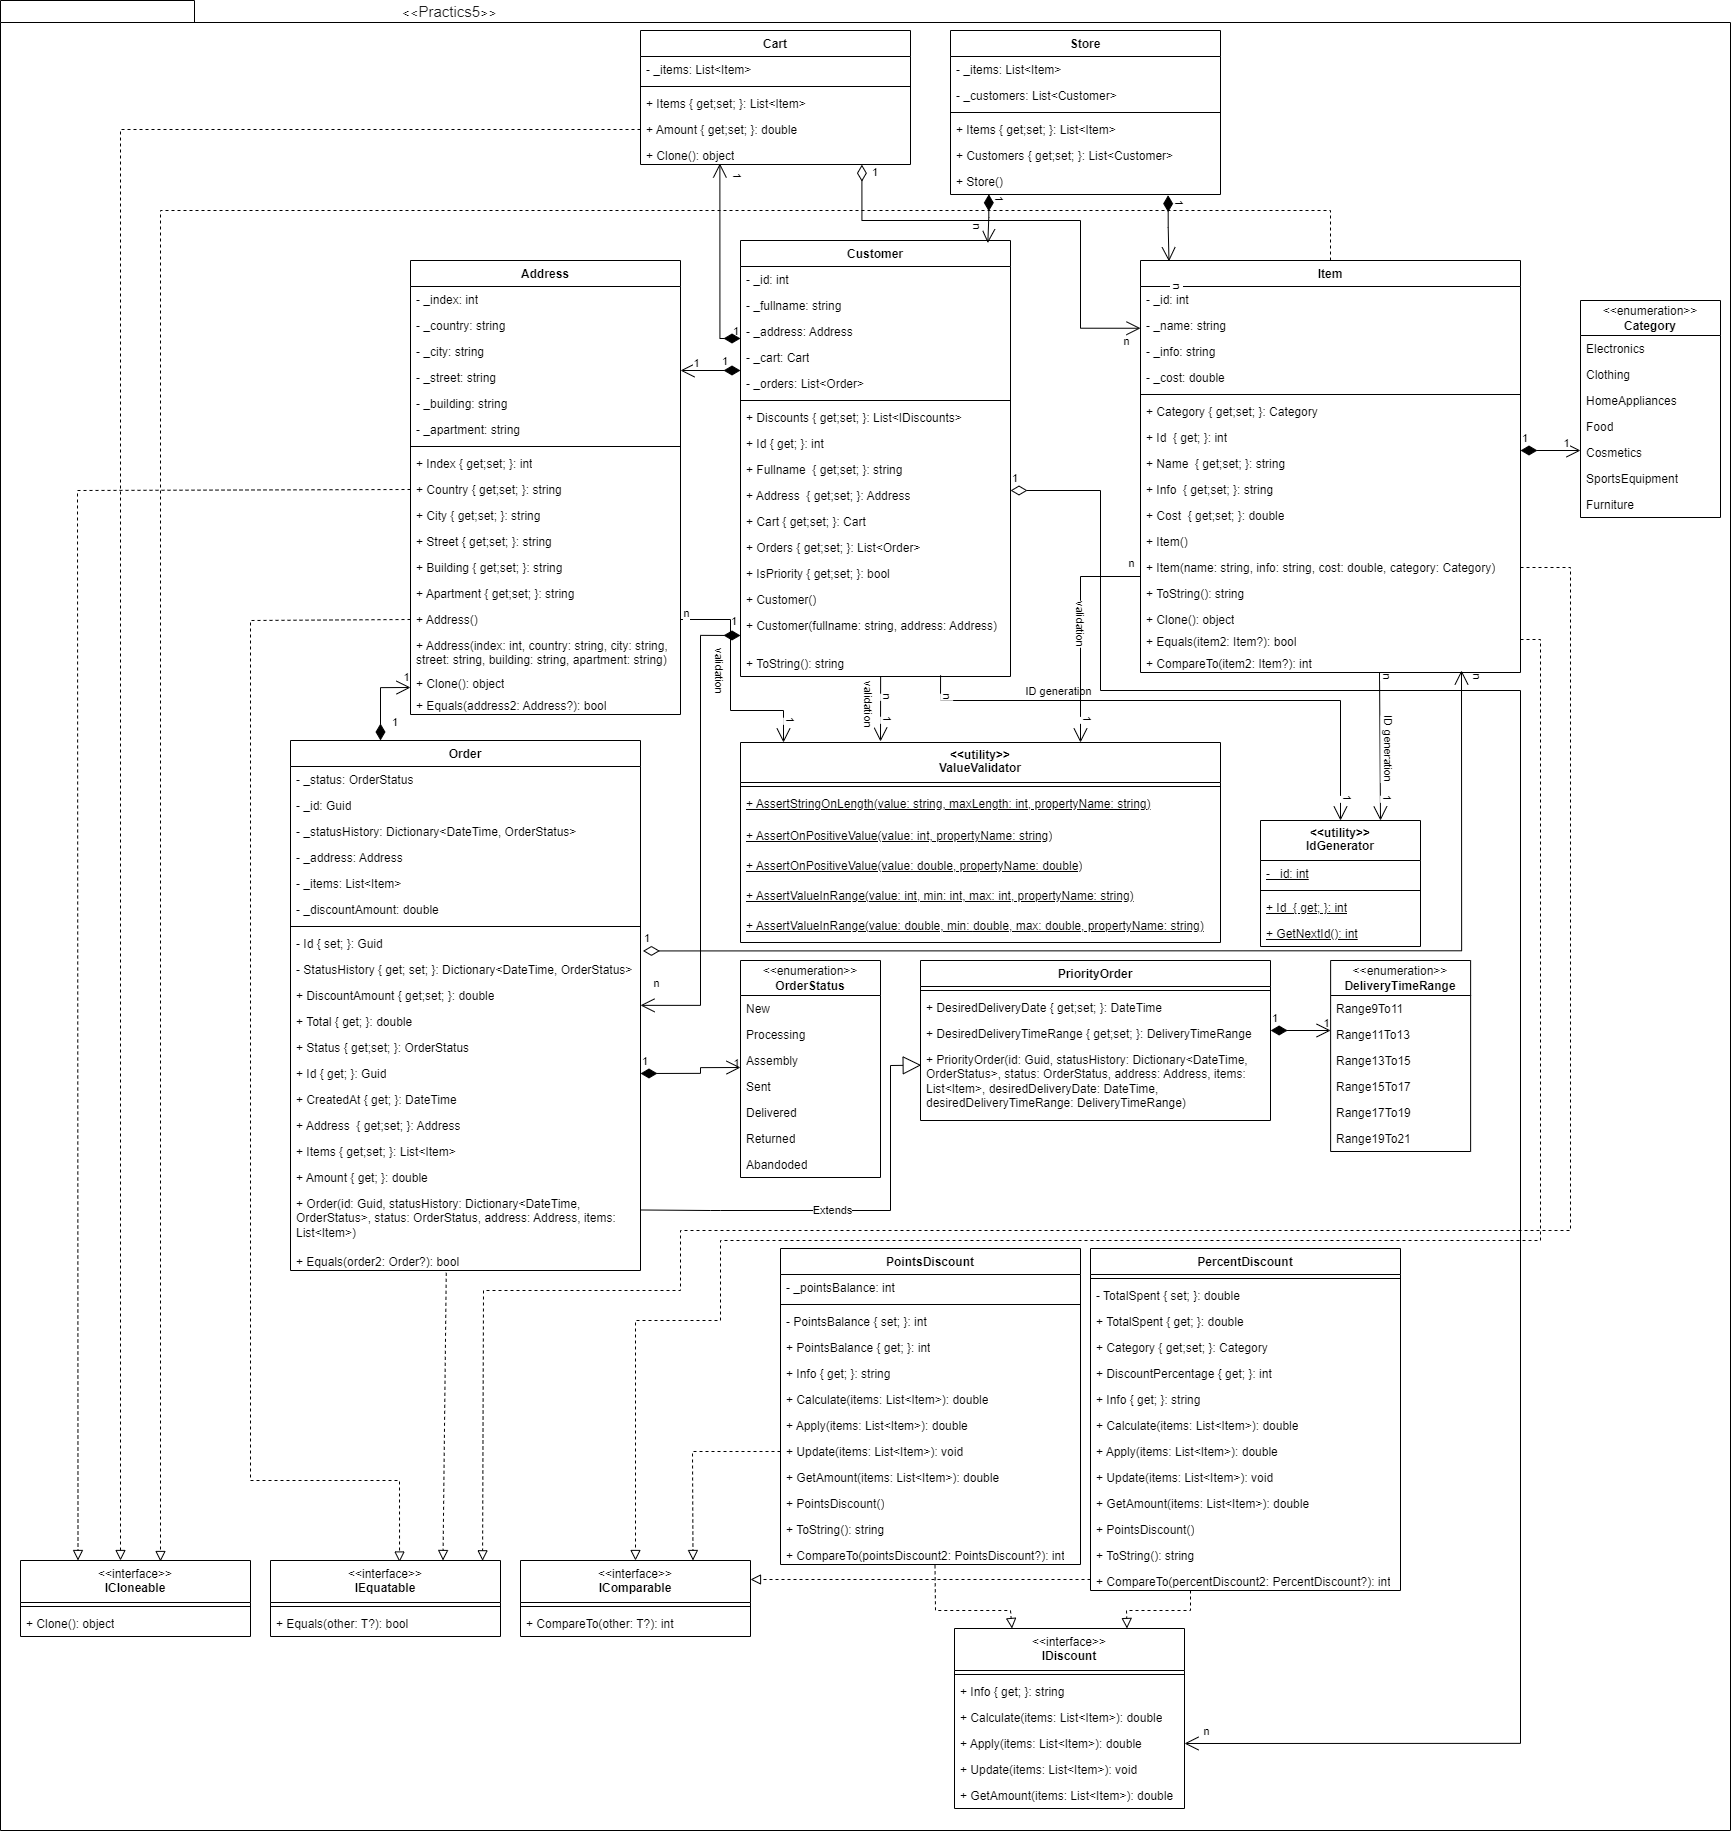 <<Practics5>>
Cart
- _items: List<Item>
+ Items { get;set; }: List<Item>
+ Amount { get;set; }: double
+ Clone(): object
1
1
Store
- _items: List<Item>
- _customers: List<Customer>
+ Items { get;set; }: List<Item>
+ Customers { get;set; }: List<Customer>
+ Store()
1
n
1
n
Address
- _index: int
- _country: string
- _city: string
- _street: string
- _building: string
- _apartment: string
+ Index { get;set; }: int
+ Country { get;set; }: string
+ City { get;set; }: string
+ Street { get;set; }: string
+ Building { get;set; }: string
+ Apartment { get;set; }: string
+ Address()
+ Address(index: int, country: string, city: string,
street: string, building: string, apartment: string)
+ Clone(): object
+ Equals(address2: Address?): bool
1
1
1
1
n
validation
1
Customer
- _id: int
- _fullname: string
- _address: Address
- _cart: Cart
- _orders: List<Order>
+ Discounts { get;set; }: List<IDiscounts>
+ Id { get; }: int
+ Fullname  { get;set; }: string
+ Address  { get;set; }: Address
+ Cart { get;set; }: Cart
+ Orders { get;set; }: List<Order>
+ IsPriority { get;set; }: bool
+ Customer()
+ Customer(fullname: string, address: Address)
+ ToString(): string
1
1
1
validation
n
1
n
ID generation
1
Item
- _id: int
- _name: string
- _info: string
- _cost: double
+ Category { get;set; }: Category
+ Id  { get; }: int
+ Name  { get;set; }: string
+ Info  { get;set; }: string
+ Cost  { get;set; }: double
+ Item()
+ Item(name: string, info: string, cost: double, category: Category)
+ ToString(): string
+ Clone(): object
+ Equals(item2: Item?): bool
+ CompareTo(item2: Item?): int
n
n
validation
1
n
ID generation
1
n
1
1
<<enumeration>>
Category
Electronics
Clothing
HomeAppliances
Food
Cosmetics
SportsEquipment
Furniture
Order
- _status: OrderStatus
- _id: Guid
- _statusHistory: Dictionary<DateTime, OrderStatus>
- _address: Address
- _items: List<Item>
- _discountAmount: double
- Id { set; }: Guid
- StatusHistory { get; set; }: Dictionary<DateTime, OrderStatus>
+ DiscountAmount { get;set; }: double
+ Total { get; }: double
+ Status { get;set; }: OrderStatus
+ Id { get; }: Guid
+ CreatedAt { get; }: DateTime
+ Address  { get;set; }: Address
+ Items { get;set; }: List<Item>
+ Amount { get; }: double
+ Order(id: Guid, statusHistory: Dictionary<DateTime,
OrderStatus>, status: OrderStatus, address: Address, items:
List<Item>)
+ Equals(order2: Order?): bool
1
n
1
1
Extends
<<utility>>
ValueValidator
+ AssertStringOnLength(value: string, maxLength: int, propertyName: string)
+ AssertOnPositiveValue(value: int, propertyName: string)
+ AssertOnPositiveValue(value: double, propertyName: double)
+ AssertValueInRange(value: int, min: int, max: int, propertyName: string)
+ AssertValueInRange(value: double, min: double, max: double, propertyName: string)
<<utility>>
IdGenerator
- _id: int
+ Id  { get; }: int
+ GetNextId(): int
<<enumeration>>
OrderStatus
New
Processing
Assembly
Sent
Delivered
Returned
Abandoded
PriorityOrder
+ DesiredDeliveryDate { get;set; }: DateTime
+ DesiredDeliveryTimeRange { get;set; }: DeliveryTimeRange
+ PriorityOrder(id: Guid, statusHistory: Dictionary<DateTime,
OrderStatus>, status: OrderStatus, address: Address, items:
List<Item>, desiredDeliveryDate: DateTime,
desiredDeliveryTimeRange: DeliveryTimeRange)
1
1
<<enumeration>>
DeliveryTimeRange
Range9To11
Range11To13
Range13To15
Range15To17
Range17To19
Range19To21
PointsDiscount
- _pointsBalance: int
- PointsBalance { set; }: int
+ PointsBalance { get; }: int
+ Info { get; }: string
+ Calculate(items: List<Item>): double
+ Apply(items: List<Item>): double
+ Update(items: List<Item>): void
+ GetAmount(items: List<Item>): double
+ PointsDiscount()
+ ToString(): string
+ CompareTo(pointsDiscount2: PointsDiscount?): int
PercentDiscount
- TotalSpent { set; }: double
+ TotalSpent { get; }: double
+ Category { get;set; }: Category
+ DiscountPercentage { get; }: int
+ Info { get; }: string
+ Calculate(items: List<Item>): double
+ Apply(items: List<Item>): double
+ Update(items: List<Item>): void
+ GetAmount(items: List<Item>): double
+ PointsDiscount()
+ ToString(): string
+ CompareTo(percentDiscount2: PercentDiscount?): int
<<interface>>
ICloneable
+ Clone(): object
<<interface>>
IEquatable
+ Equals(other: T?): bool
<<interface>>
IComparable
+ CompareTo(other: T?): int
<<interface>>
IDiscount
+ Info { get; }: string
+ Calculate(items: List<Item>): double
+ Apply(items: List<Item>): double
+ Update(items: List<Item>): void
+ GetAmount(items: List<Item>): double
n